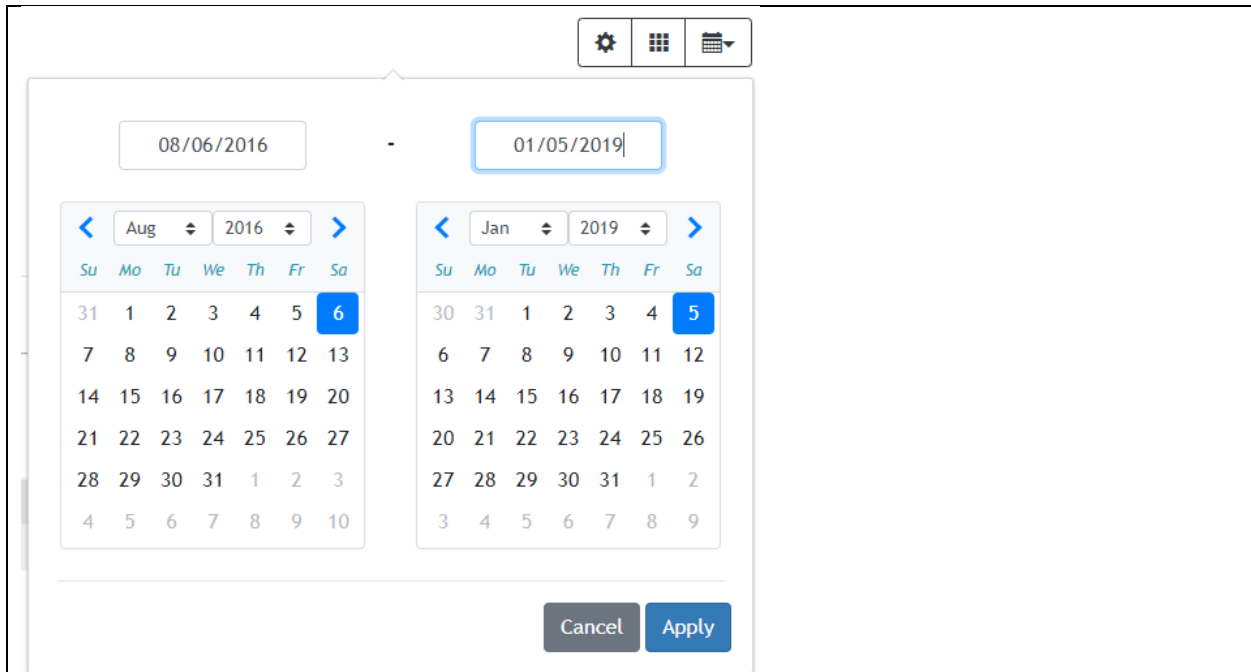 08/06/2016 - 01/05/2019
Aug 2016
Su Mo Tu We Th Fr Sa
31 1 2 3 4 5 6
7 8 9 10 11 12 13
14 15 16 17 18 19 20
21 22 23 24 25 26 27
28 29 30 31 1 2 3
4 5 6 7 8 9 10
Jan 2019
Su Mo Tu We Th Fr Sa
30 31 1 2 3 4 5
6 7 8 9 10 11 12
13 14 15 16 17 18 19
20 21 22 23 24 25 26
27 28 29 30 31 1 2
3 4 5 6 7 8 9
Cancel Apply